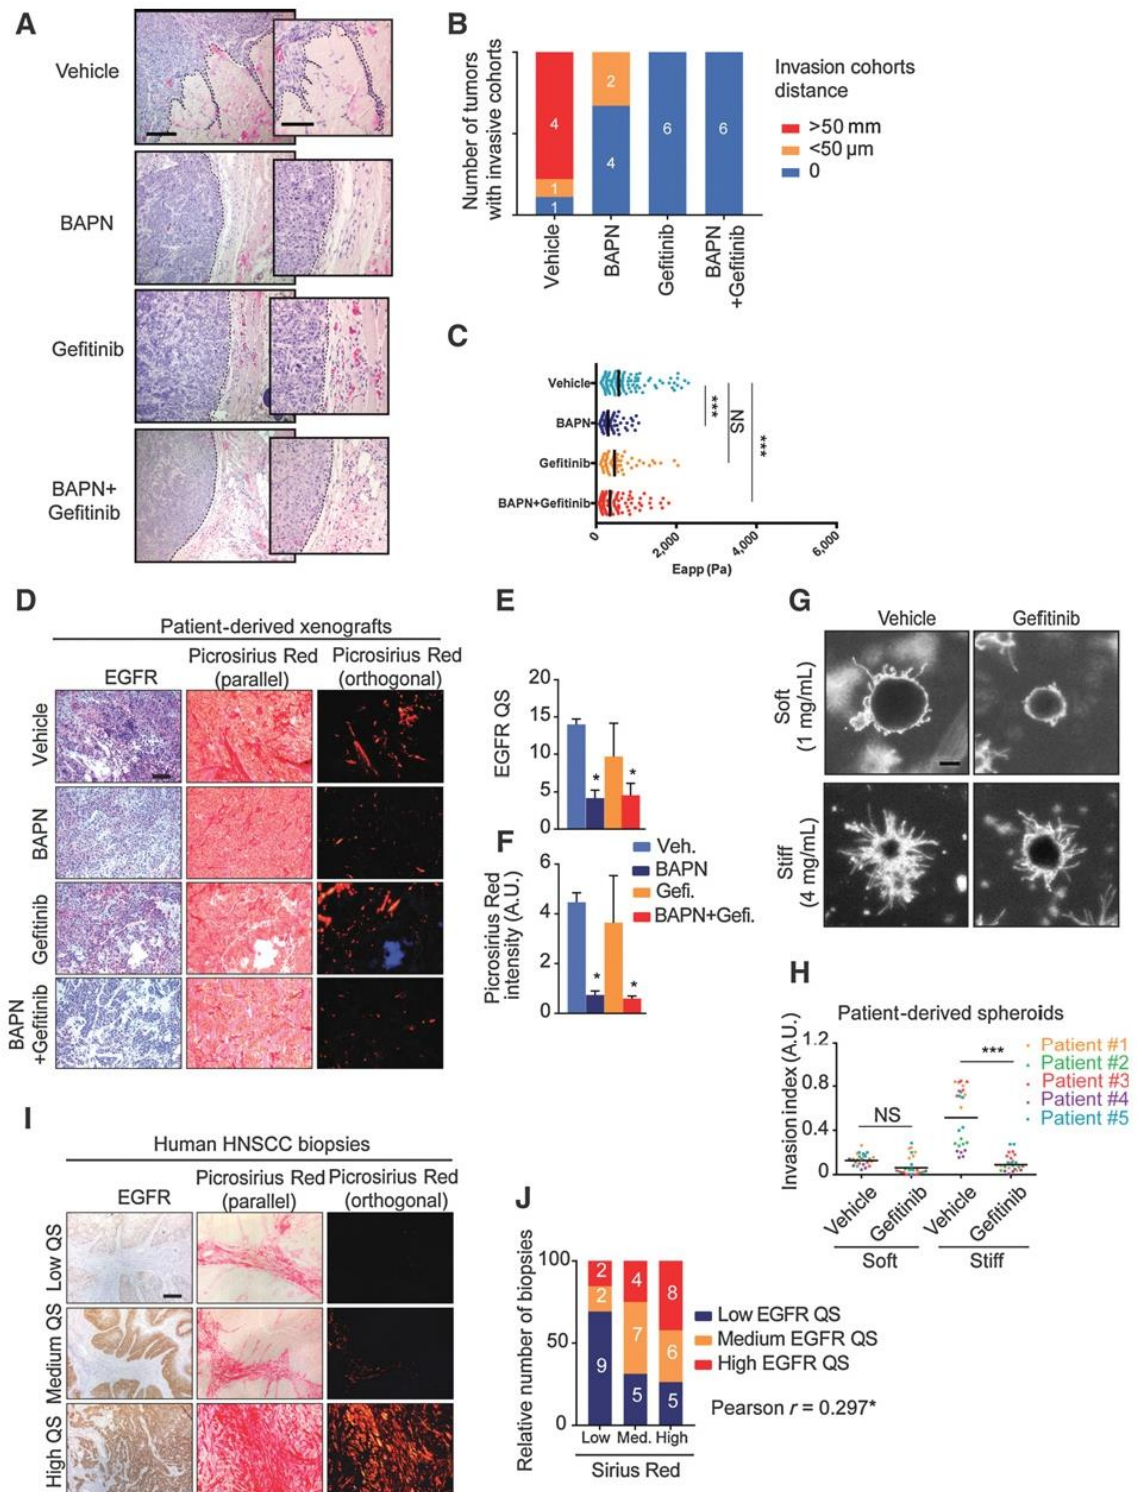 A
Vehicle
BAPN
Gefitinib
BAPN+
Gefitinib
B
Number of tumors
with invasive cohorts
4
1
1
2
4
6
6
Vehicle
BAPN
Gefitinib
BAPN
+Gefitinib
Invasion cohorts
distance
>50 mm
<50 µm
0
C
Vehicle
BAPN
Gefitinib
BAPN+Gefitinib
***
NS
***
0
2,000
4,000
6,000
Eapp (Pa)
D
Patient-derived xenografts
EGFR
Picrosirius Red
(parallel)
Picrosirius Red
(orthogonal)
Vehicle
BAPN
Gefitinib
BAPN
+Gefitinib
E
EGFR QS
20
15
10
5
0
*
*
F
Picrosirius Red
intensity (A.U.)
6
4
2
0
*
*
Veh.
BAPN
Gefi.
BAPN+Gefi.
G
Vehicle
Gefitinib
Soft
(1 mg/mL)
Stiff
(4 mg/mL)
H
Patient-derived spheroids
Invasion index (A.U.)
1.2
0.8
0.4
0
NS
***
Patient #1
Patient #2
Patient #3
Patient #4
Patient #5
Vehicle
Gefitinib
Vehicle
Gefitinib
Soft
Stiff
I
Human HNSCC biopsies
EGFR
Picrosirius Red
(parallel)
Picrosirius Red
(orthogonal)
Low QS
Medium QS
High QS
J
Relative number of biopsies
100
50
0
2
2
9
4
7
5
8
6
5
Low
Med.
High
Sirius Red
Low EGFR QS
Medium EGFR QS
High EGFR QS
Pearson r = 0.297*